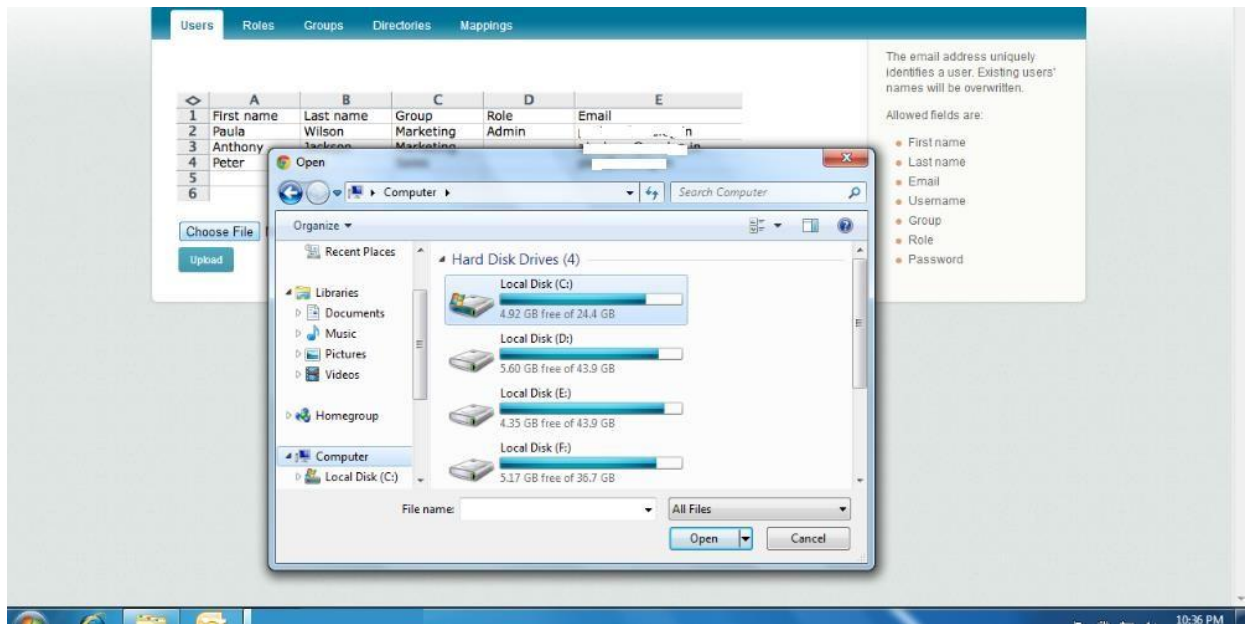 Users Roles Groups Directories Mappings
The email address uniquely
identifies a user. Existing users'
names will be overwritten.
Allowed fields are:
First name
Last name
Email
Username
Group
Role
Password
A B C D E
1 First name Last name Group Role Email
2 Paula Wilson Marketing Admin
3 Anthony Jackson Marketing
4 Peter
5
6
Choose File
Upload
Open
Computer
Search Computer
Organize
Recent Places
Libraries
Documents
Music
Pictures
Videos
Homegroup
Computer
Local Disk (C:)
Hard Disk Drives (4)
Local Disk (C:)
4.92 GB free of 24.4 GB
Local Disk (D:)
5.60 GB free of 43.9 GB
Local Disk (E:)
4.35 GB free of 43.9 GB
Local Disk (F:)
5.17 GB free of 36.7 GB
File name:
All Files
Open Cancel
10:36 PM